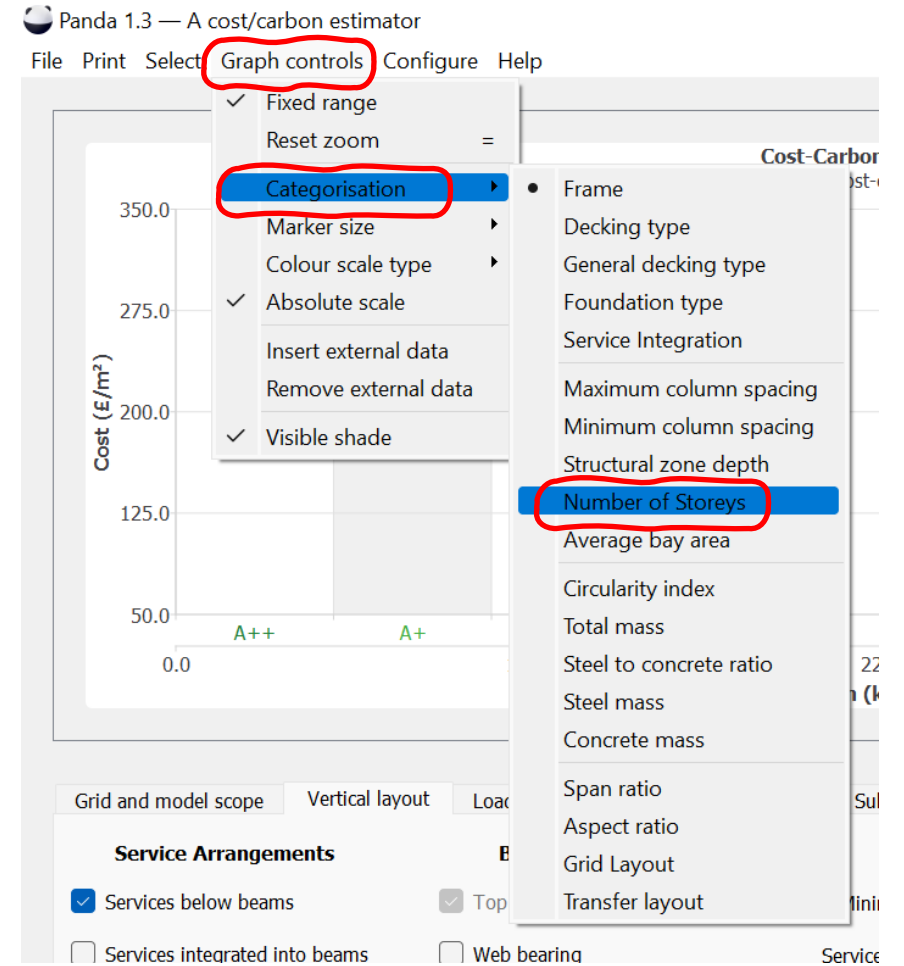 Panda 1.3 — A cost/carbon estimator
File Print Select Graph controls Configure Help
Fixed range
Reset zoom =
Categorisation
Marker size
Colour scale type
Absolute scale
Insert external data
Remove external data
Visible shade
Frame
Decking type
General decking type
Foundation type
Service Integration
Maximum column spacing
Minimum column spacing
Structural zone depth
Number of Storeys
Average bay area
Circularity index
Total mass
Steel to concrete ratio
Steel mass
Concrete mass
Span ratio
Aspect ratio
Grid Layout
Transfer layout
Cost-Carbon
350.0
275.0
200.0
125.0
50.0
Cost (£/m²)
A++ A+
0.0 22
Grid and model scope Vertical layout
Service Arrangements
Services below beams Top
Services integrated into beams Web bearing Service